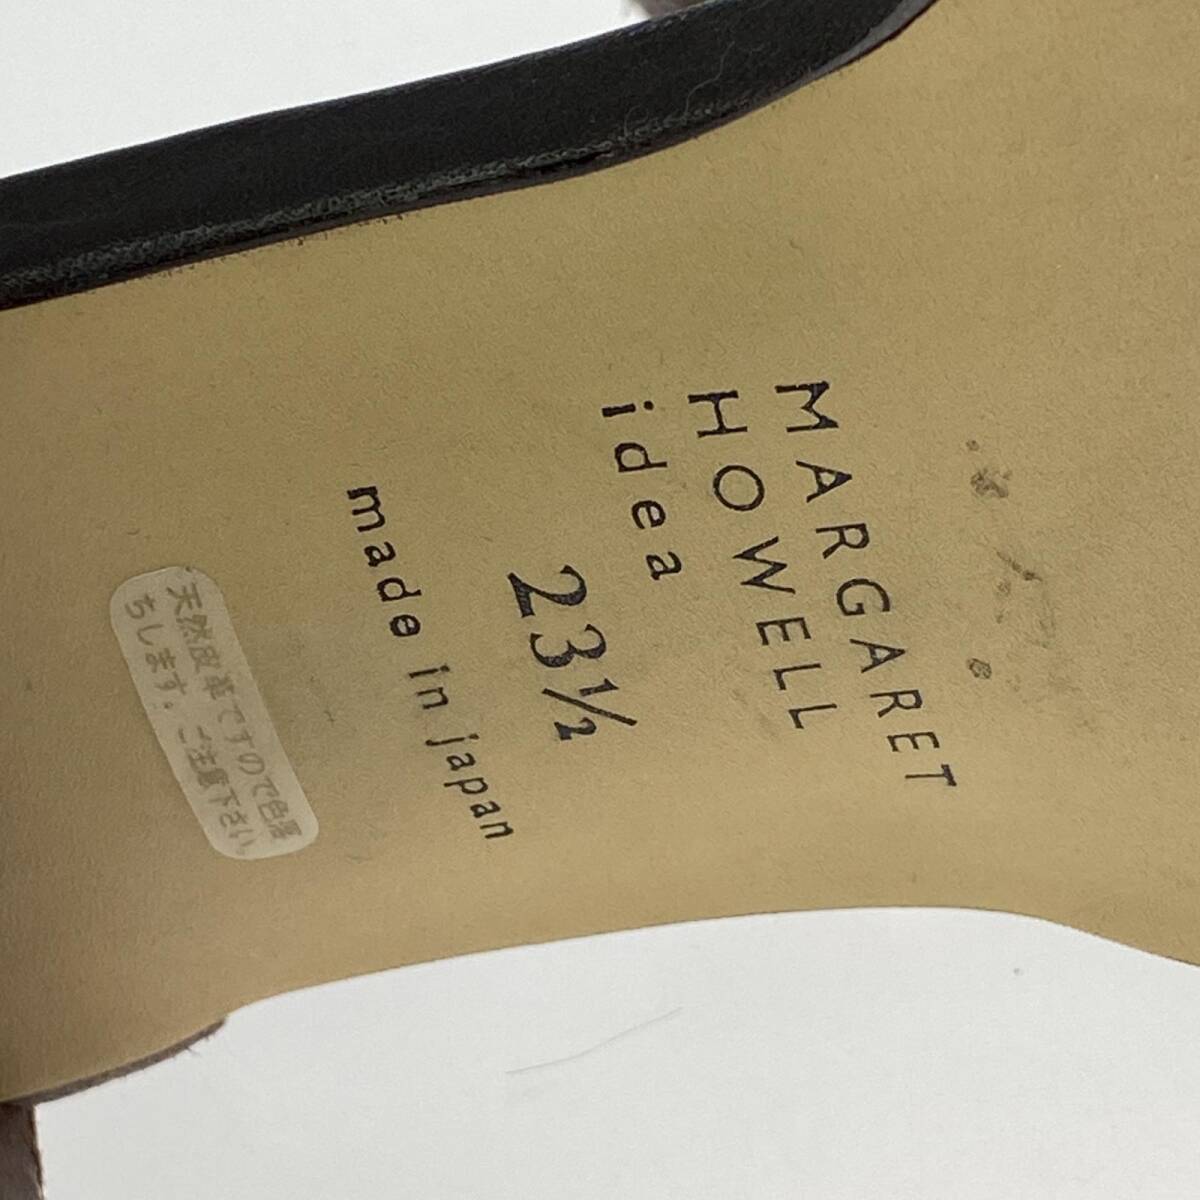 MARGARET
HOWELL
idea
23½
made in japan
天然皮革ですので色落
ちします。ご注意下さい。